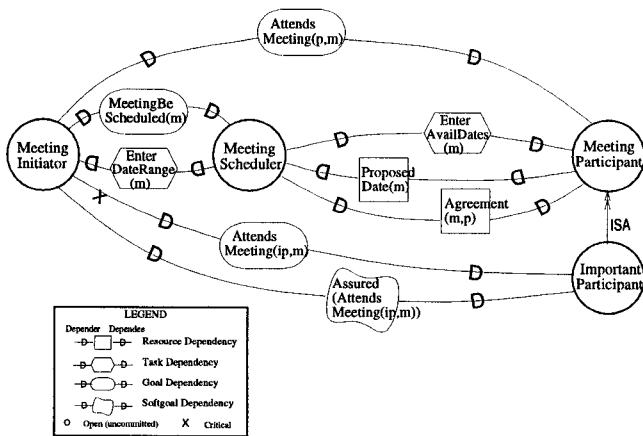 Attends
Meeting(p,m)
D
D
MeetingBe
Scheduled(m)
D
D
Meeting
Initiator
Enter
DateRange
(m)
D
D
Meeting
Scheduler
Enter
AvailDates
(m)
D
D
Proposed
Date(m)
D
D
Agreement
(m,p)
D
D
Meeting
Participant
ISA
X
D
Attends
Meeting(ip,m)
D
D
Assured
(Attends
Meeting(ip,m))
D
Important
Participant
LEGEND
Depender Dependee
D D Resource Dependency
D D Task Dependency
D D Goal Dependency
D D Softgoal Dependency
O Open (uncommitted) X Critical